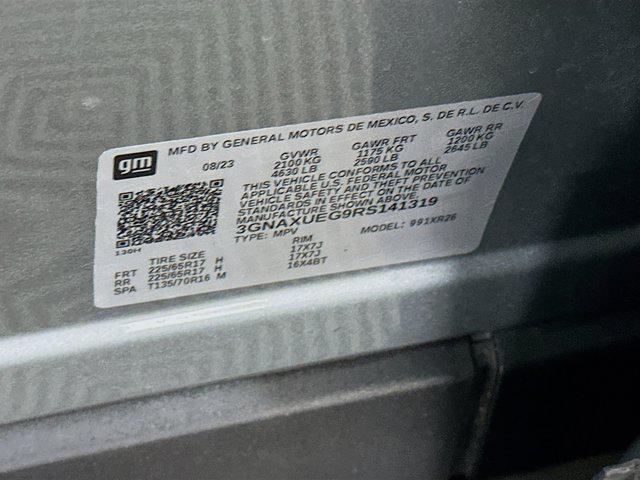 gm
MFD BY GENERAL MOTORS DE MEXICO, S. DE R.L. DE C.V.
08/23 GVWR GAWR FRT GAWR RR
2100 KG 1175 KG 1200 KG
4630 LB 2590 LB 2645 LB
THIS VEHICLE CONFORMS TO ALL
APPLICABLE U.S. FEDERAL MOTOR
VEHICLE SAFETY AND THEFT PREVENTION
STANDARDS IN EFFECT ON THE DATE OF
MANUFACTURE SHOWN ABOVE.
3GNAXUEG9RS141319
TYPE: MPV MODEL: 991XR26
130H
TIRE SIZE RIM
FRT 225/65R17 H 17X7J
RR 225/65R17 H 17X7J
SPA T135/70R16 M 16X4BT